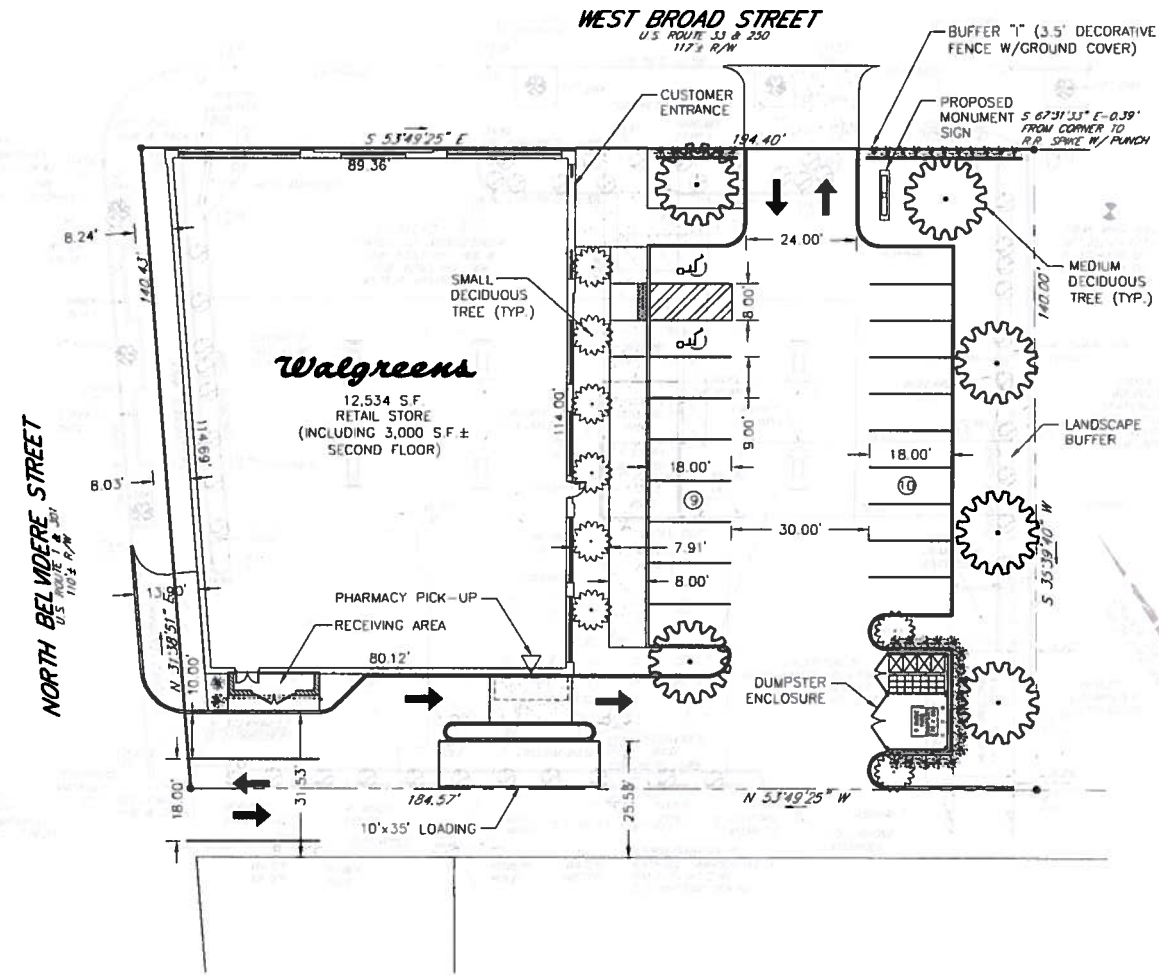 WEST BROAD STREET
U.S. ROUTE 33 & 250
117'± R/W
BUFFER "I" (3.5' DECORATIVE
FENCE W/GROUND COVER)
CUSTOMER
ENTRANCE
PROPOSED
MONUMENT
SIGN
S 67°31'33" E-0.39'
FROM CORNER TO
R.R. SPIKE W/ PUNCH
S 53°49'25" E
194.40'
89.36'
8.24'
140.43'
24.00'
SMALL
DECIDUOUS
TREE (TYP.)
8.00'
MEDIUM
DECIDUOUS
TREE (TYP.)
140.00'
Walgreens
12,534 S.F.
RETAIL STORE
(INCLUDING 3,000 S.F.±
SECOND FLOOR)
114.00'
114.69'
9.00'
LANDSCAPE
BUFFER
NORTH BELVIDERE STREET
U.S. ROUTE 1 & 301
110'± R/W
8.03'
18.00'
18.00'
9
10
30.00'
7.91'
8.00'
S 35°39'40" W
PHARMACY PICK-UP
RECEIVING AREA
N 31°38'51" E
10.00'
80.12'
DUMPSTER
ENCLOSURE
18.00'
31.53'
184.57'
25.58'
N 53°49'25" W
10'x35' LOADING